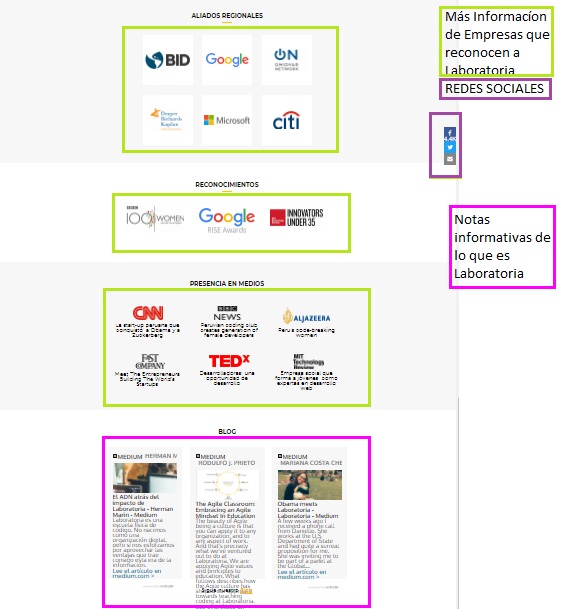 ALIADOS REGIONALES
BID
Google
ON
OMIDYAR NETWORK
Draper
Richards
Kaplan
Microsoft
citi
Más Informacíon
de Empresas que
reconocen a
Laboratoria
REDES SOCIALES
4.4K
RECONOCIMIENTOS
BBC
100 WOMEN
Google
RISE Awards
INNOVATORS
UNDER 35
Notas
informativas de
lo que es
Laboratoria
PRESENCIA EN MEDIOS
CNN
La start-up peruana que
conquistó a Obama y a
Zuckerberg
BBC
NEWS
Peruvian coding club
creates generation of
female developers
ALJAZEERA
Peru's code-breaking
women
FAST COMPANY
Meet The Entrepreneurs
Building The World's
Startups
TEDx
Desarrolladoras: una
oportunidad de
desarrollo
MIT
Technology
Review
Empresa social que
forma a jóvenes como
expertas en desarrollo
web
BLOG
MEDIUM HERMAN M
El ADN atrás del
impacto de
Laboratoria - Herman
Marin - Medium
Laboratoria es una
escuela llena de
código. No nacimos
como una
organización digital,
pero sí nos esforzamos
por aprovechar las
ventajas que trae
consigo esta era de la
información.
Lee el artículo en
medium.com >
MEDIUM
RODULFO J. PRIETO
The Agile Classroom:
Embracing an Agile
Mindset In Education
The beauty of Agile
being a culture is that
you can apply it to any
organization, and to
any aspect of work.
And that's precisely
what we've ventured
out to do at
Laboratoria. We are
applying Agile values
and principles to
education. What
follows describes how
the Agile culture has
towards teaching
coding at Laboratoria.
MEDIUM
MARIANA COSTA CHE
Obama meets
Laboratoria -
Laboratoria - Medium
A few weeks ago I
received a phone call
from Danielle. She
works at the U.S.
Department of State
and had quite a surreal
proposition for me.
She was inviting me to
be part of a panel at
the Global...
Lee el artículo en
medium.com >